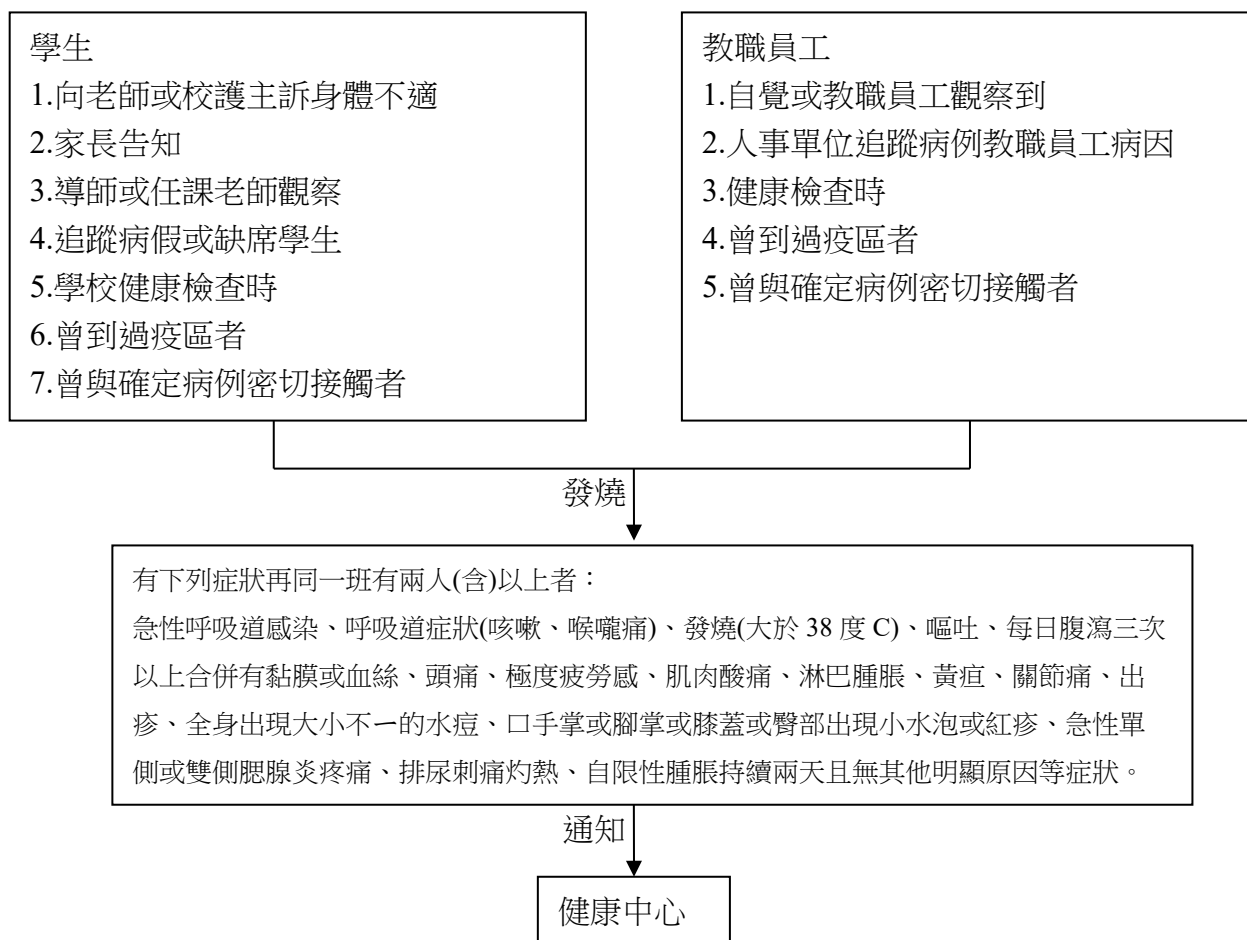 學生
1.向老師或校護主訴身體不適
2.家長告知
3.導師或任課老師觀察
4.追蹤病假或缺席學生
5.學校健康檢查時
6.曾到過疫區者
7.曾與確定病例密切接觸者
教職員工
1.自覺或教職員工觀察到
2.人事單位追蹤病例教職員工病因
3.健康檢查時
4.曾到過疫區者
5.曾與確定病例密切接觸者
發燒
有下列症狀再同一班有兩人(含)以上者：
急性呼吸道感染、呼吸道症狀(咳嗽、喉嚨痛)、發燒(大於 38 度 C)、嘔吐、每日腹瀉三次
以上合併有黏膜或血絲、頭痛、極度疲勞感、肌肉酸痛、淋巴腫脹、黃疸、關節痛、出
疹、全身出現大小不一的水痘、口手掌或腳掌或膝蓋或臀部出現小水泡或紅疹、急性單
側或雙側腮腺炎疼痛、排尿刺痛灼熱、自限性腫脹持續兩天且無其他明顯原因等症狀。
通知
健康中心